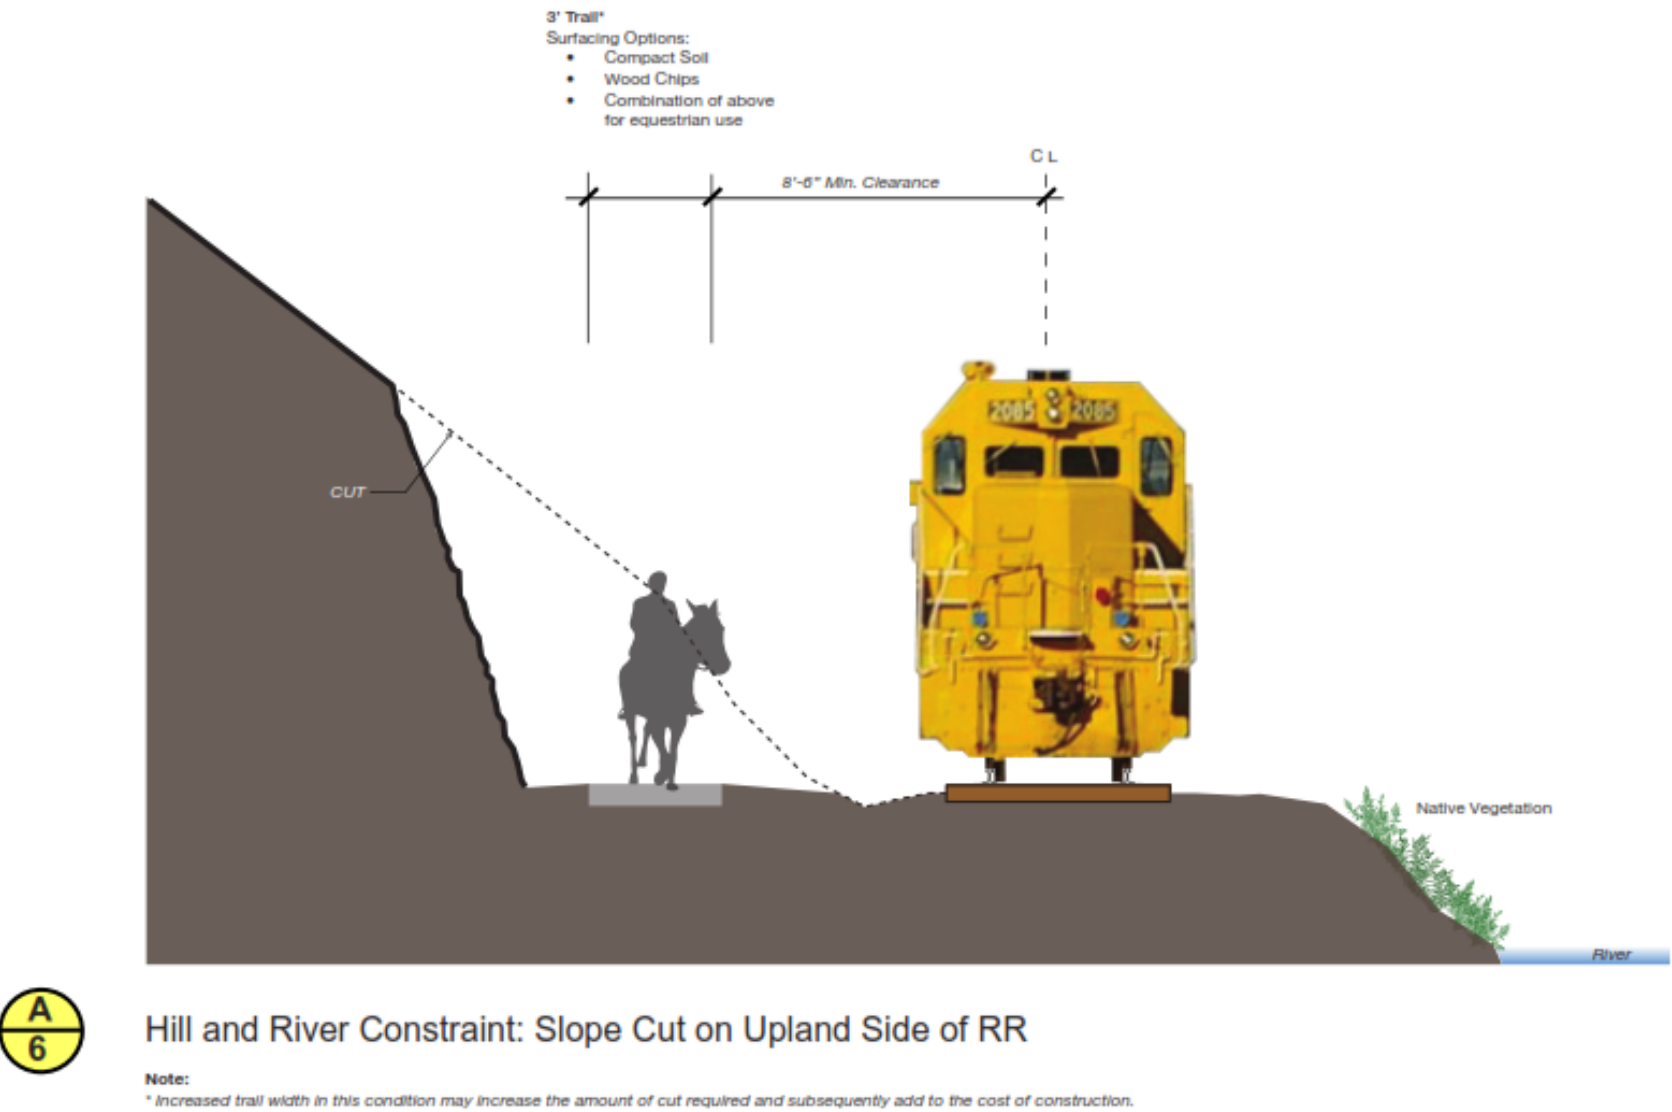 3' Trail*
Surfacing Options:
• Compact Soil
• Wood Chips
• Combination of above
for equestrian use
C L
8'-6" Min. Clearance
2085 2085
CUT
Native Vegetation
River
A
6
Hill and River Constraint: Slope Cut on Upland Side of RR
Note:
* Increased trail width in this condition may increase the amount of cut required and subsequently add to the cost of construction.